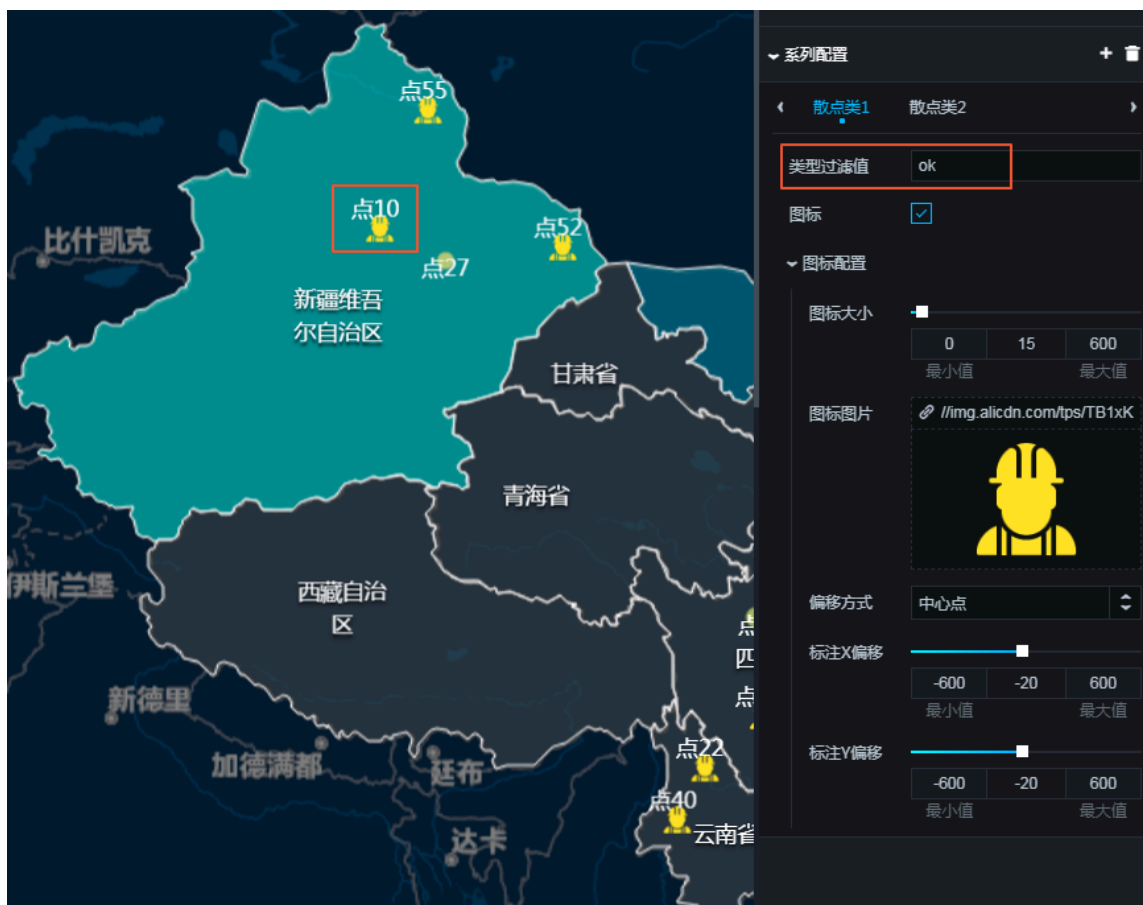 点55
点10
点52
比什凯克
点27
新疆维吾
尔自治区
甘肃省
青海省
伊斯兰堡
西藏自治
区
点
四
点
新德里
加德满都
廷布
点22
点40
云南省
达卡
系列配置
散点类1 散点类2
类型过滤值 ok
图标
图标配置
图标大小
0 15 600
最小值 最大值
图标图片 //img.alicdn.com/tps/TB1xK
偏移方式 中心点
标注X偏移
-600 -20 600
最小值 最大值
标注Y偏移
-600 -20 600
最小值 最大值